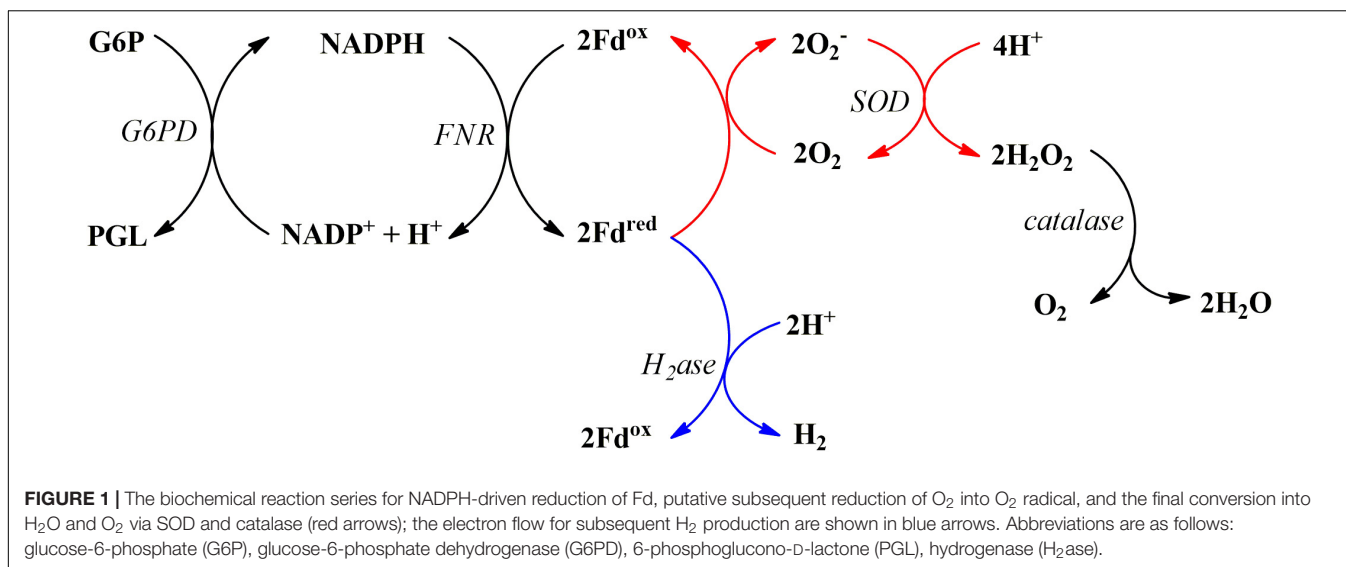 G6P NADPH 2Fd^ox 2O₂⁻ 4H⁺
G6PD FNR SOD
2O₂ 2H₂O₂
PGL NADP⁺ + H⁺ 2Fd^red catalase
O₂ 2H₂O
2H⁺
H₂ase
2Fd^ox H₂
FIGURE 1 | The biochemical reaction series for NADPH-driven reduction of Fd, putative subsequent reduction of O₂ into O₂ radical, and the final conversion into
H₂O and O₂ via SOD and catalase (red arrows); the electron flow for subsequent H₂ production are shown in blue arrows. Abbreviations are as follows:
glucose-6-phosphate (G6P), glucose-6-phosphate dehydrogenase (G6PD), 6-phosphoglucono-D-lactone (PGL), hydrogenase (H₂ase).